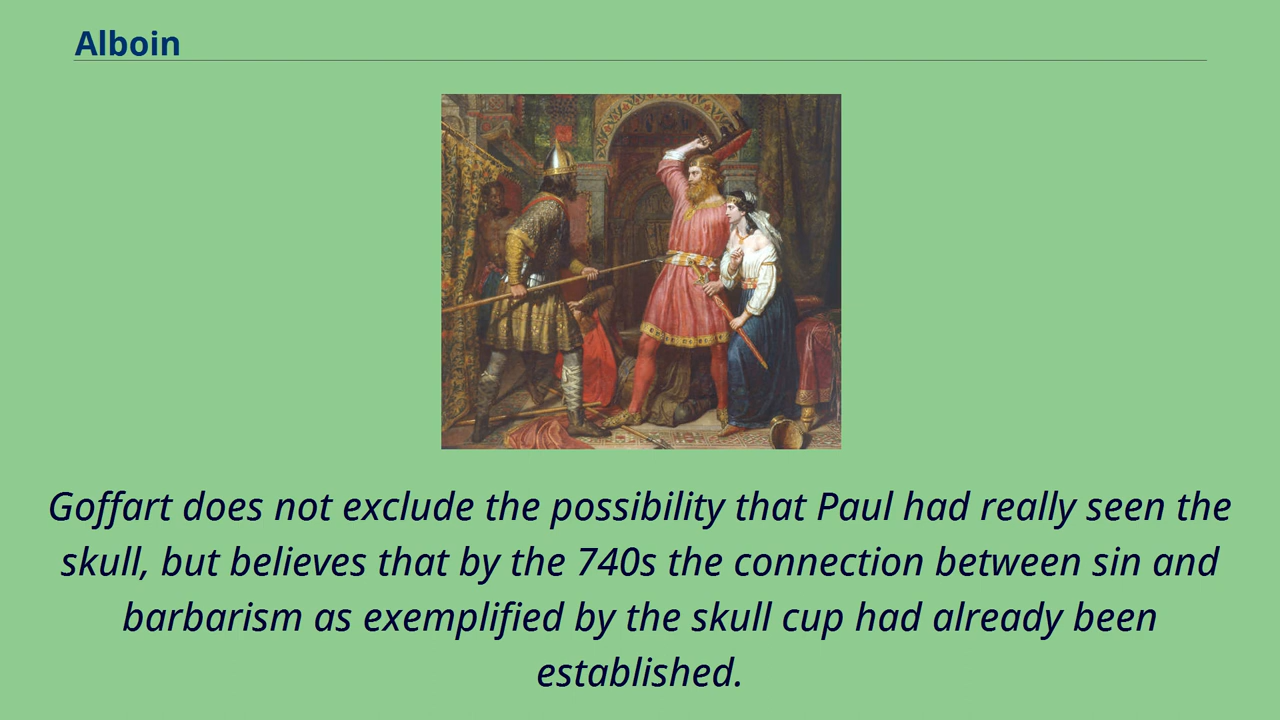 Alboin
Goffart does not exclude the possibility that Paul had really seen the
skull, but believes that by the 740s the connection between sin and
barbarism as exemplified by the skull cup had already been
established.